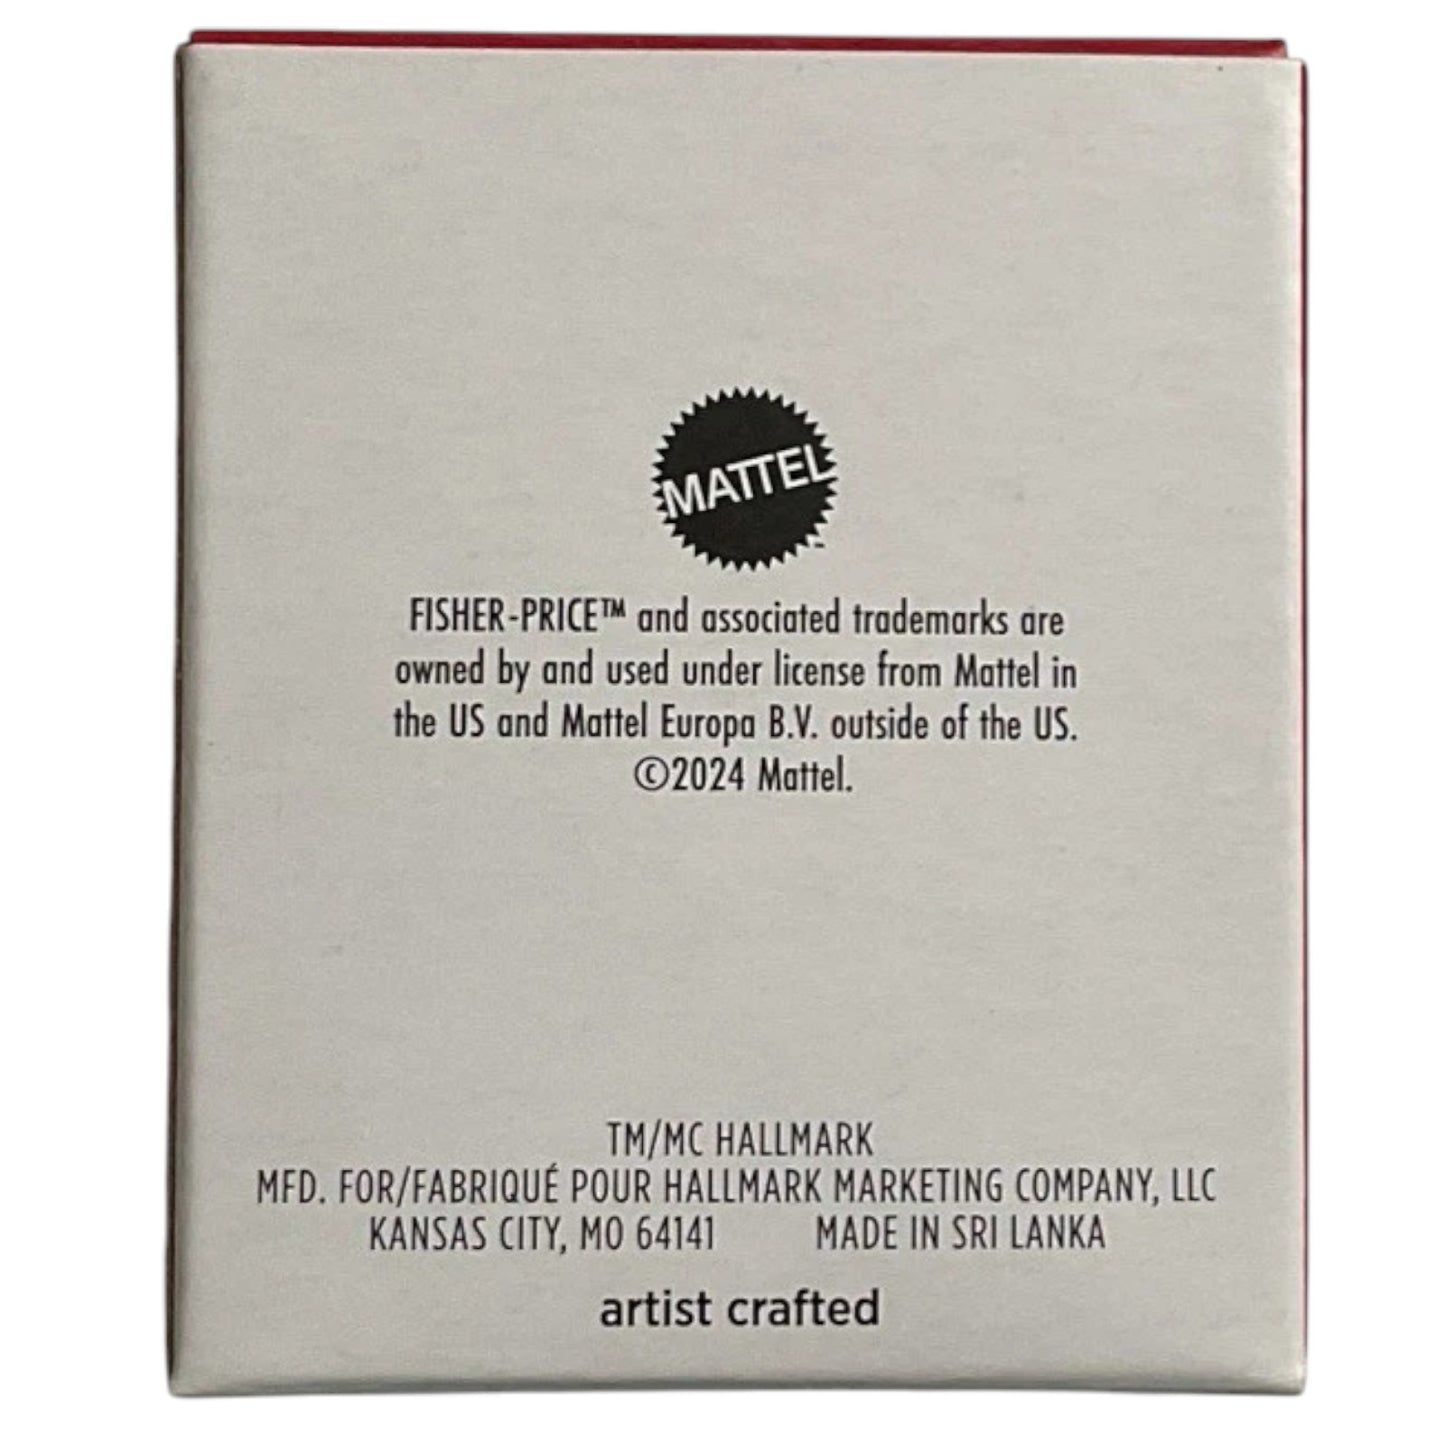 MATTEL
FISHER-PRICE™ and associated trademarks are
owned by and used under license from Mattel in
the US and Mattel Europa B.V. outside of the US.
©2024 Mattel.
TM/MC HALLMARK
MFD. FOR/FABRIQUÉ POUR HALLMARK MARKETING COMPANY, LLC
KANSAS CITY, MO 64141 MADE IN SRI LANKA
artist crafted